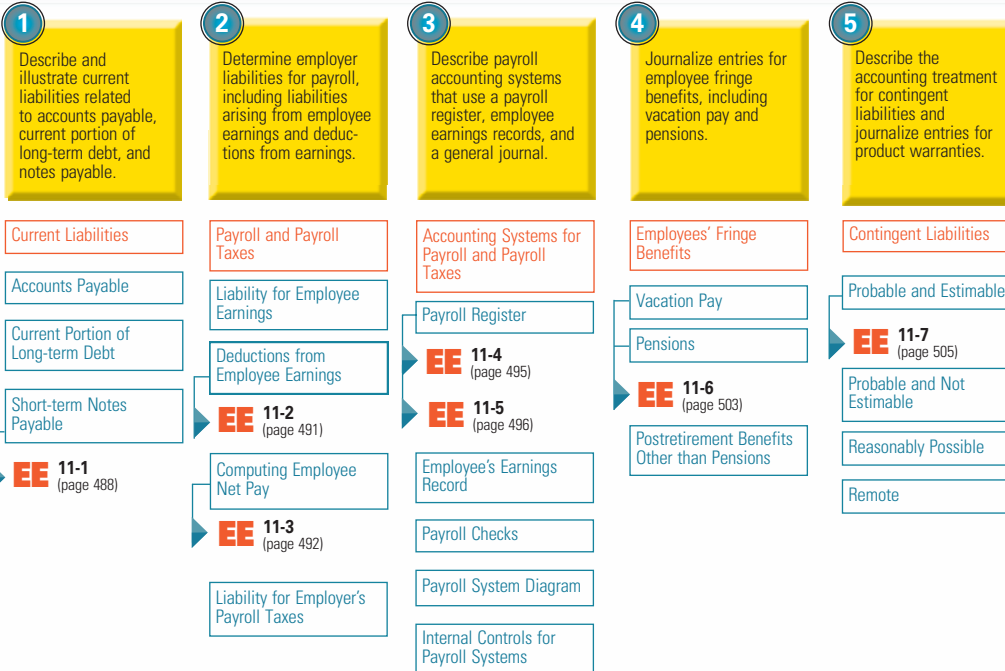 1
Describe and
illustrate current
liabilities related
to accounts payable,
current portion of
long-term debt, and
notes payable.
Current Liabilities
Accounts Payable
Current Portion of
Long-term Debt
Short-term Notes
Payable
EE 11-1
(page 488)
2
Determine employer
liabilities for payroll,
including liabilities
arising from employee
earnings and deduc-
tions from earnings.
Payroll and Payroll
Taxes
Liability for Employee
Earnings
Deductions from
Employee Earnings
EE 11-2
(page 491)
Computing Employee
Net Pay
EE 11-3
(page 492)
Liability for Employer's
Payroll Taxes
3
Describe payroll
accounting systems
that use a payroll
register, employee
earnings records, and
a general journal.
Accounting Systems for
Payroll and Payroll
Taxes
Payroll Register
EE 11-4
(page 495)
EE 11-5
(page 496)
Employee's Earnings
Record
Payroll Checks
Payroll System Diagram
Internal Controls for
Payroll Systems
4
Journalize entries for
employee fringe
benefits, including
vacation pay and
pensions.
Employees' Fringe
Benefits
Vacation Pay
Pensions
EE 11-6
(page 503)
Postretirement Benefits
Other than Pensions
5
Describe the
accounting treatment
for contingent
liabilities and
journalize entries for
product warranties.
Contingent Liabilities
Probable and Estimable
EE 11-7
(page 505)
Probable and Not
Estimable
Reasonably Possible
Remote